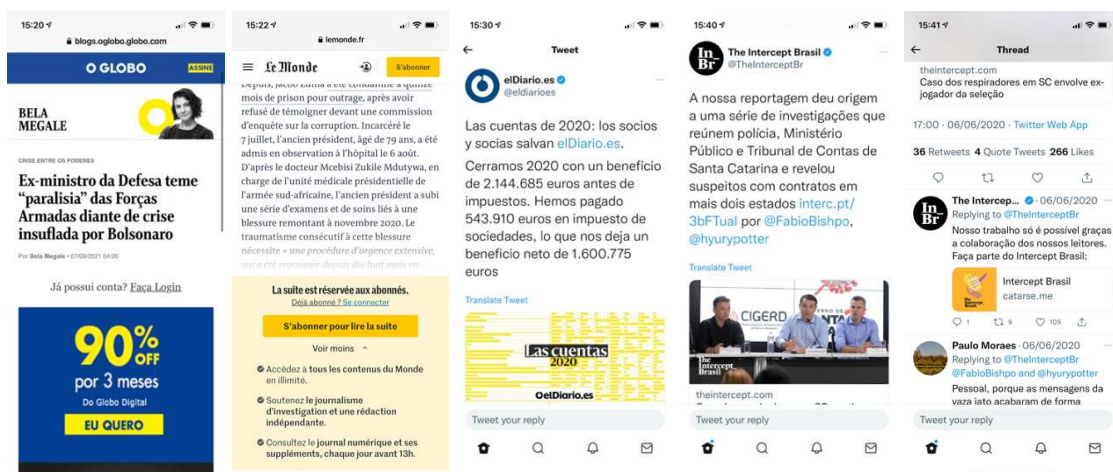 15:20
blogs.oglobo.globo.com
O GLOBO
ASSINE
BELA
MEGALE
CRISE ENTRE OS PODERES
Ex-ministro da Defesa teme
“paralisia” das Forças
Armadas diante de crise
insuflada por Bolsonaro
Por Bela Megale • 07/09/2021 04:00
Já possui conta? Faça Login
90%
OFF
por 3 meses
Do Globo Digital
EU QUERO
15:22
lemonde.fr
Le Monde
S'abonner
Depuis, Jacob Zuma a été condamné à quinze
mois de prison pour outrage, après avoir
refusé de témoigner devant une commission
d'enquête sur la corruption. Incarcéré le
7 juillet, l'ancien président, âgé de 79 ans, a été
admis en observation à l'hôpital le 6 août.
D'après le docteur Mcebisi Zukile Mdutywa, en
charge de l'unité médicale présidentielle de
l'armée sud-africaine, l'ancien président a subi
une série d'examens et de soins liés à une
blessure remontant à novembre 2020. Le
traumatisme consécutif à cette blessure
nécessite « une procédure d'urgence extensive,
qui a été repoussée depuis dix-huit mois en
La suite est réservée aux abonnés.
Déjà abonné ? Se connecter
S'abonner pour lire la suite
Voir moins
Accédez à tous les contenus du Monde
en illimité.
Soutenez le journalisme
d'investigation et une rédaction
indépendante.
Consultez le journal numérique et ses
suppléments, chaque jour avant 13h.
15:30
Tweet
elDiario.es
@eldiarioes
Las cuentas de 2020: los socios
y socias salvan elDiario.es.
Cerramos 2020 con un beneficio
de 2.144.685 euros antes de
impuestos. Hemos pagado
543.910 euros en impuesto de
sociedades, lo que nos deja un
beneficio neto de 1.600.775
euros
Translate Tweet
Las cuentas
2020
elDiario.es
Tweet your reply
15:40
In_
Br
The Intercept Brasil
@TheInterceptBr
A nossa reportagem deu origem
a uma série de investigações que
reúnem polícia, Ministério
Público e Tribunal de Contas de
Santa Catarina e revelou
suspeitos com contratos em
mais dois estados interc.pt/
3bFTual por @FabioBishpo,
@hyurypotter
Translate Tweet
CIGERD
The
Intercept_
Brasil
theintercept.com
Tweet your reply
15:41
Thread
theintercept.com
Caso dos respiradores em SC envolve ex-
jogador da seleção
17:00 · 06/06/2020 · Twitter Web
App
36 Retweets 4 Quote Tweets 266 Likes
In_
Br
The Intercep... · 06/06/2020
Replying to @TheInterceptBr
Nosso trabalho só é possível graças
a colaboração dos nossos leitores.
Faça parte do Intercept Brasil:
Intercept Brasil
catarse.me
1 9 109
Paulo Moraes · 06/06/2020
Replying to @TheInterceptBr
@FabioBishpo and @hyurypotter
Pessoal, porque as mensagens da
vaza jato acabaram de forma
Tweet your reply